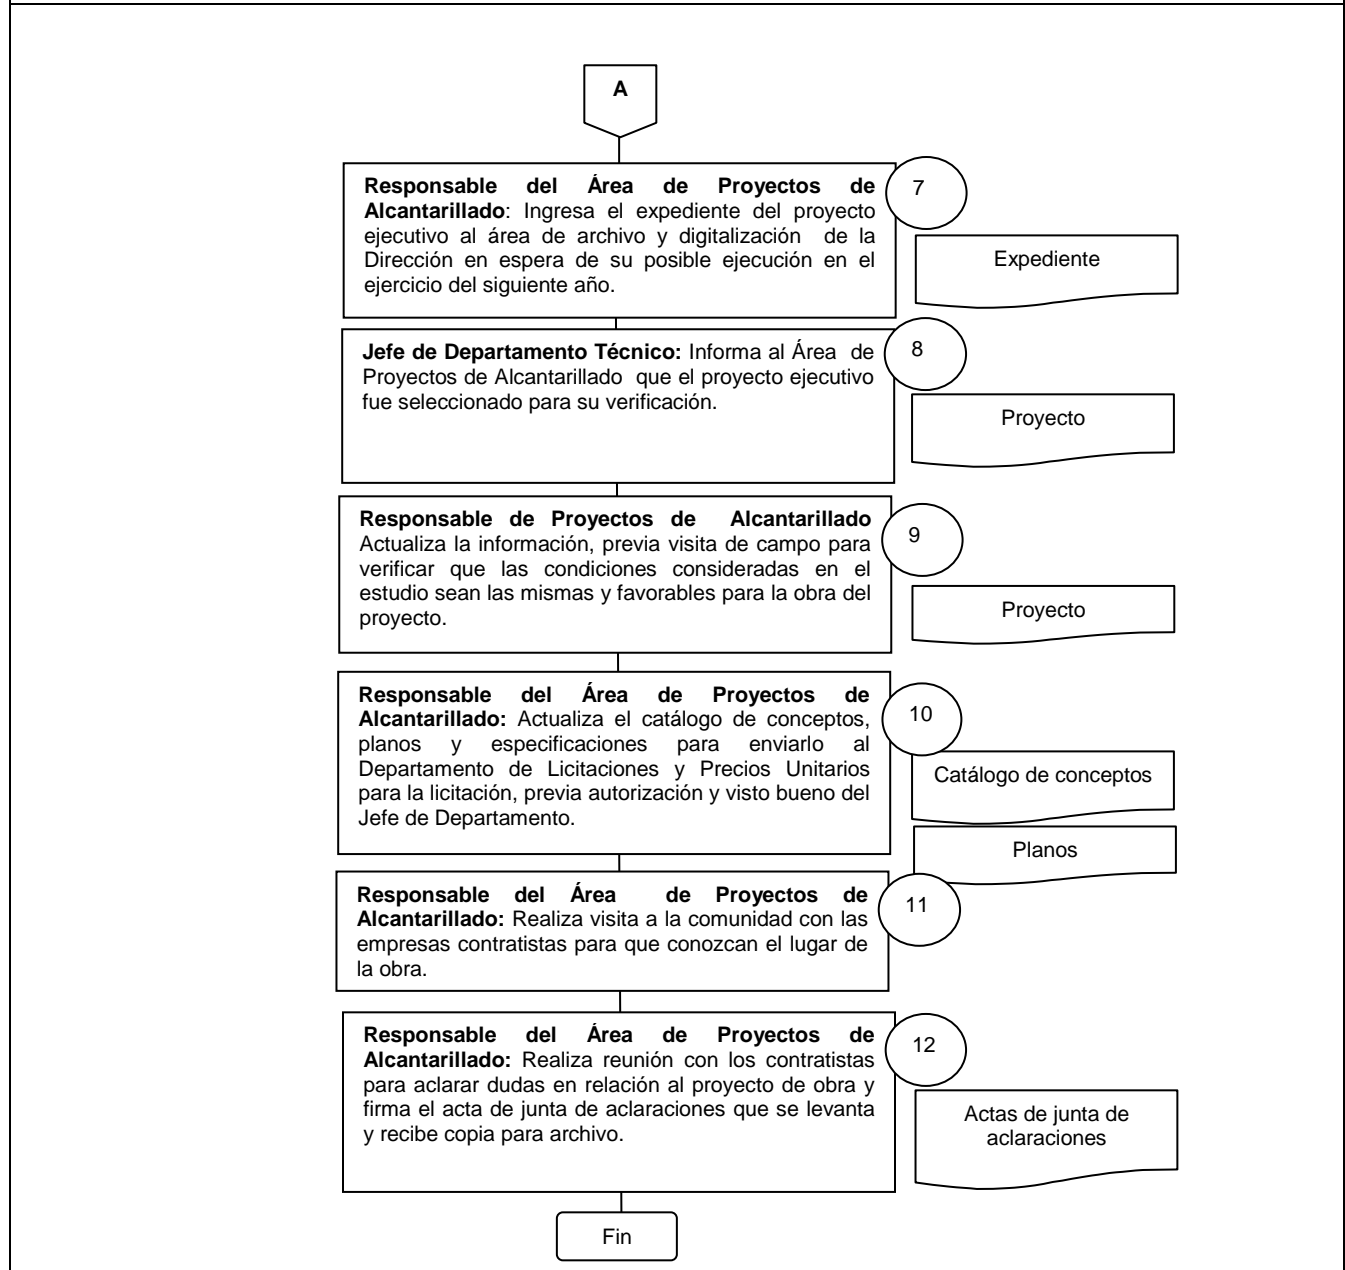 A
Responsable del Área de Proyectos de
Alcantarillado: Ingresa el expediente del proyecto
ejecutivo al área de archivo y digitalización de la
Dirección en espera de su posible ejecución en el
ejercicio del siguiente año.
7
Expediente
Jefe de Departamento Técnico: Informa al Área de
Proyectos de Alcantarillado que el proyecto ejecutivo
fue seleccionado para su verificación.
8
Proyecto
Responsable de Proyectos de Alcantarillado
Actualiza la información, previa visita de campo para
verificar que las condiciones consideradas en el
estudio sean las mismas y favorables para la obra del
proyecto.
9
Proyecto
Responsable del Área de Proyectos de
Alcantarillado: Actualiza el catálogo de conceptos,
planos y especificaciones para enviarlo al
Departamento de Licitaciones y Precios Unitarios
para la licitación, previa autorización y visto bueno del
Jefe de Departamento.
10
Catálogo de conceptos
Planos
Responsable del Área de Proyectos de
Alcantarillado: Realiza visita a la comunidad con las
empresas contratistas para que conozcan el lugar de
la obra.
11
Responsable del Área de Proyectos de
Alcantarillado: Realiza reunión con los contratistas
para aclarar dudas en relación al proyecto de obra y
firma el acta de junta de aclaraciones que se levanta
y recibe copia para archivo.
12
Actas de junta de
aclaraciones
Fin